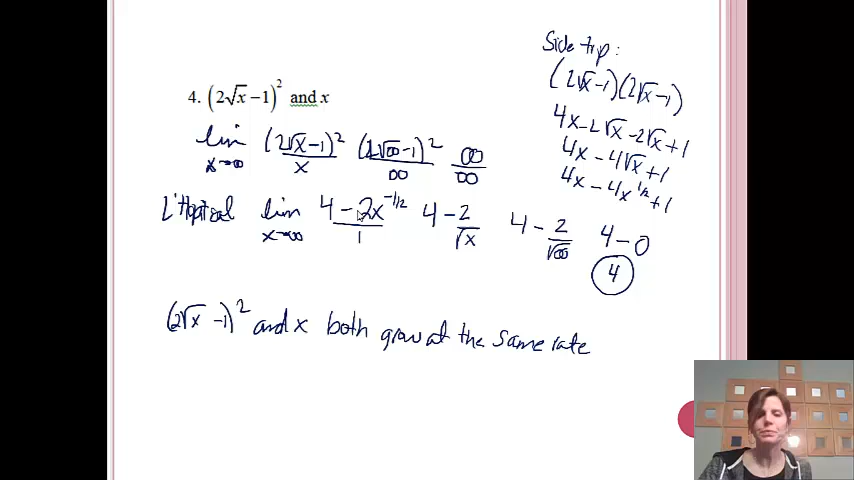 Side trip:
(2√x-1)(2√x-1)
4x-2√x-2√x+1
4x-4√x+1
4x-4x^1/2+1
4. (2√x-1)² and x
lim x→∞ (2√x-1)²/x (2√∞-1)²/∞ ∞/∞
L'Hopital lim x→∞ 4-2x^-1/2/1 4-2/√x 4-2/√∞ 4-0
4
(2√x-1)² and x both grow at the same rate